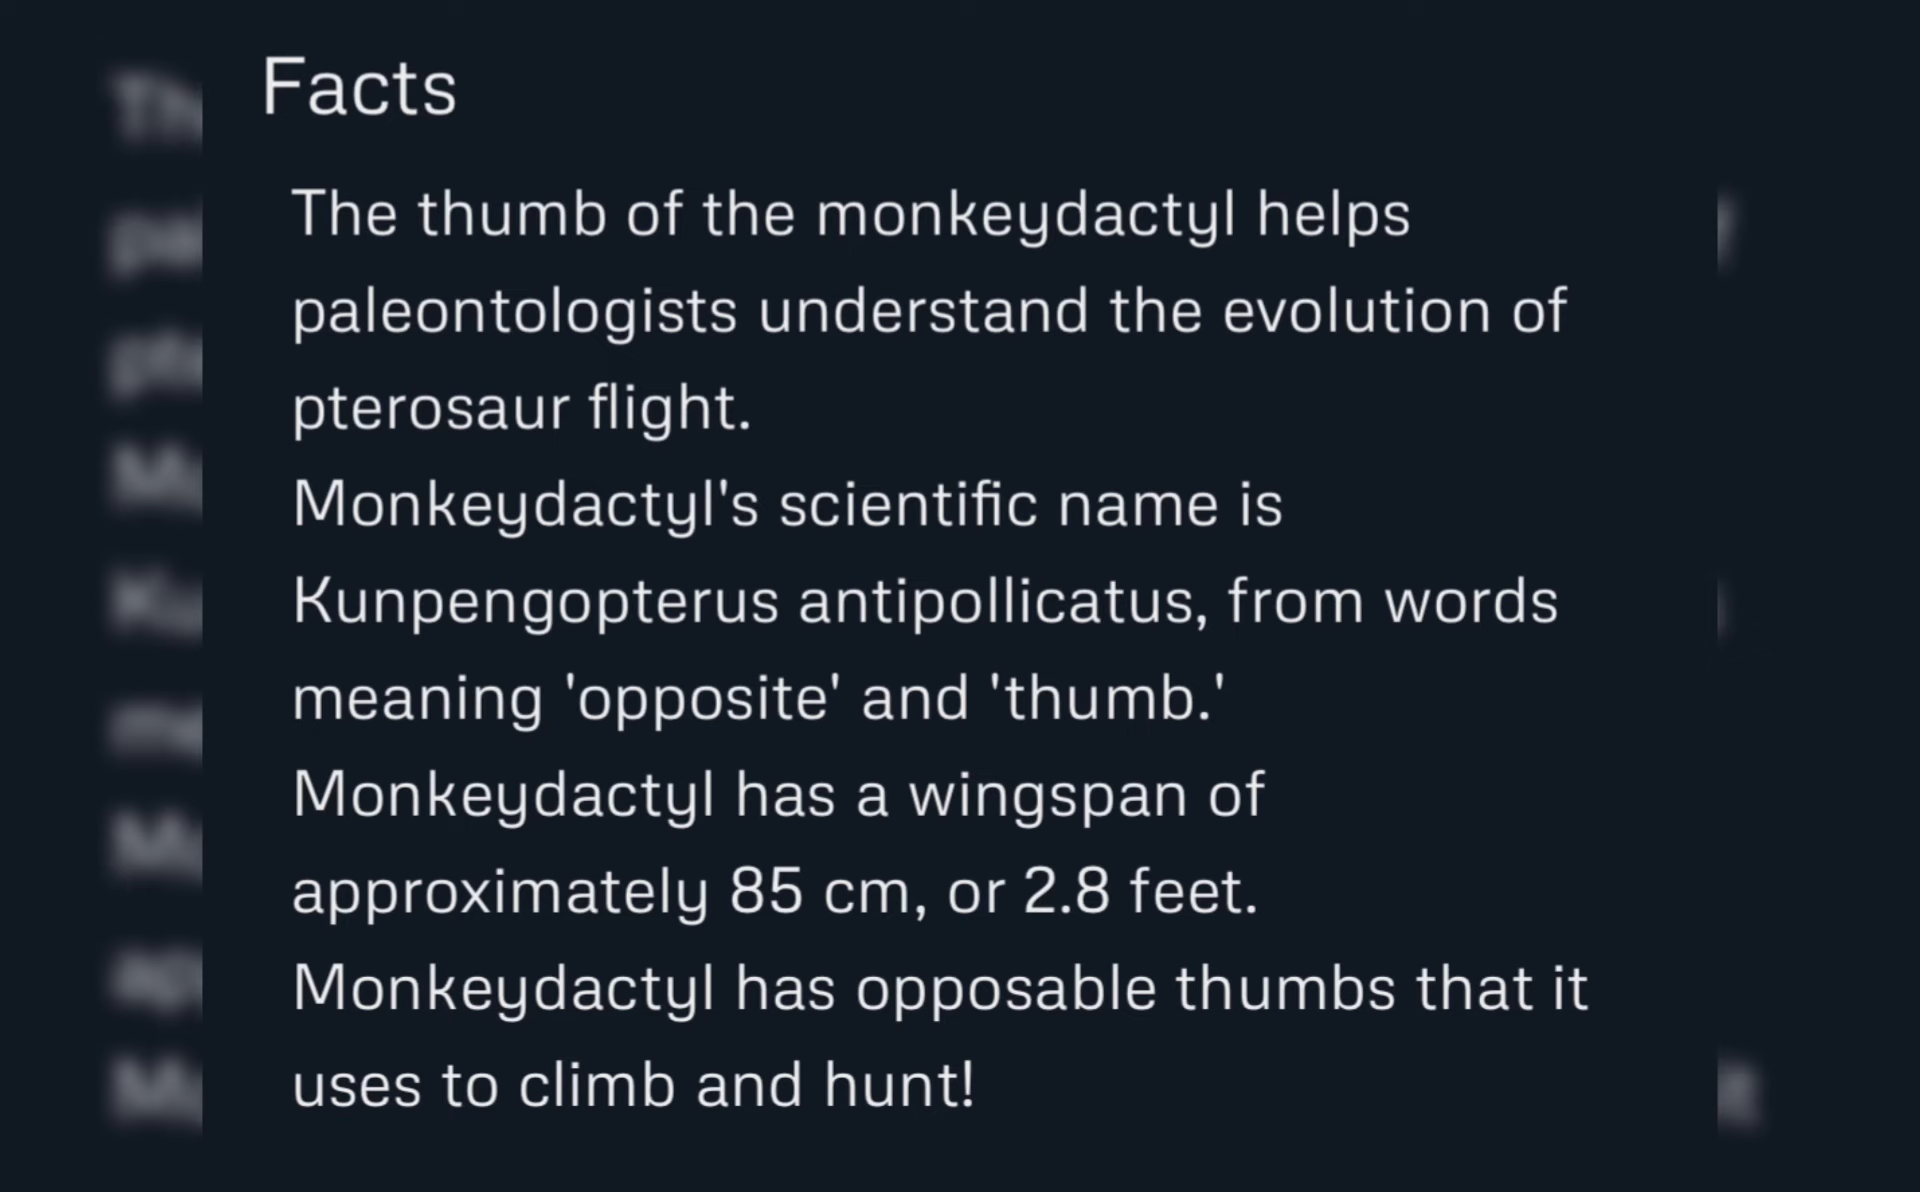 Facts
The thumb of the monkeydactyl helps
paleontologists understand the evolution of
pterosaur flight.
Monkeydactyl's scientific name is
Kunpengopterus antipollicatus, from words
meaning 'opposite' and 'thumb.'
Monkeydactyl has a wingspan of
approximately 85 cm, or 2.8 feet.
Monkeydactyl has opposable thumbs that it
uses to climb and hunt!